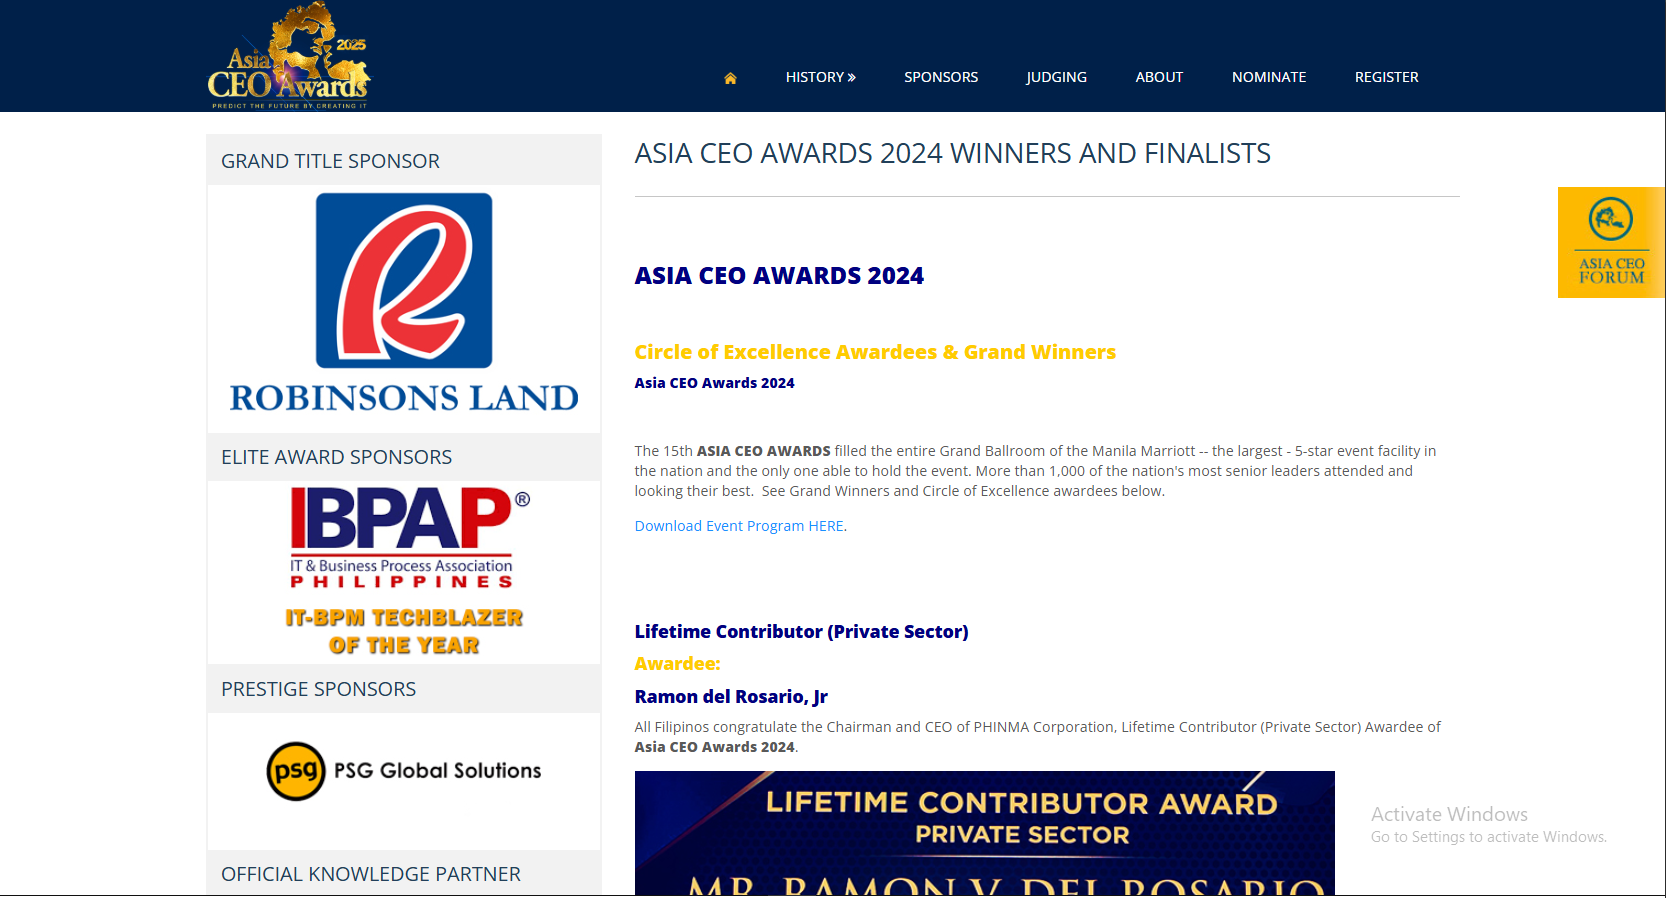 Asia 2025
CEO Awards
PREDICT THE FUTURE BY CREATING IT
HISTORY »
SPONSORS
JUDGING
ABOUT
NOMINATE
REGISTER
GRAND TITLE SPONSOR
R
ROBINSONS LAND
ELITE AWARD SPONSORS
IBPAP®
IT & Business Process Association
PHILIPPINES
IT-BPM TECHBLAZER
OF THE YEAR
PRESTIGE SPONSORS
psg PSG Global Solutions
OFFICIAL KNOWLEDGE PARTNER
ASIA CEO AWARDS 2024 WINNERS AND FINALISTS
ASIA CEO AWARDS 2024
Circle of Excellence Awardees & Grand Winners
Asia CEO Awards 2024
The 15th ASIA CEO AWARDS filled the entire Grand Ballroom of the Manila Marriott -- the largest - 5-star event facility in
the nation and the only one able to hold the event. More than 1,000 of the nation's most senior leaders attended and
looking their best.  See Grand Winners and Circle of Excellence awardees below.
Download Event Program HERE.
Lifetime Contributor (Private Sector)
Awardee:
Ramon del Rosario, Jr
All Filipinos congratulate the Chairman and CEO of PHINMA Corporation, Lifetime Contributor (Private Sector) Awardee of
Asia CEO Awards 2024.
LIFETIME CONTRIBUTOR AWARD
PRIVATE SECTOR
MR. RAMON V. DEL ROSARIO
ASIA CEO
FORUM
Activate Windows
Go to Settings to activate Windows.